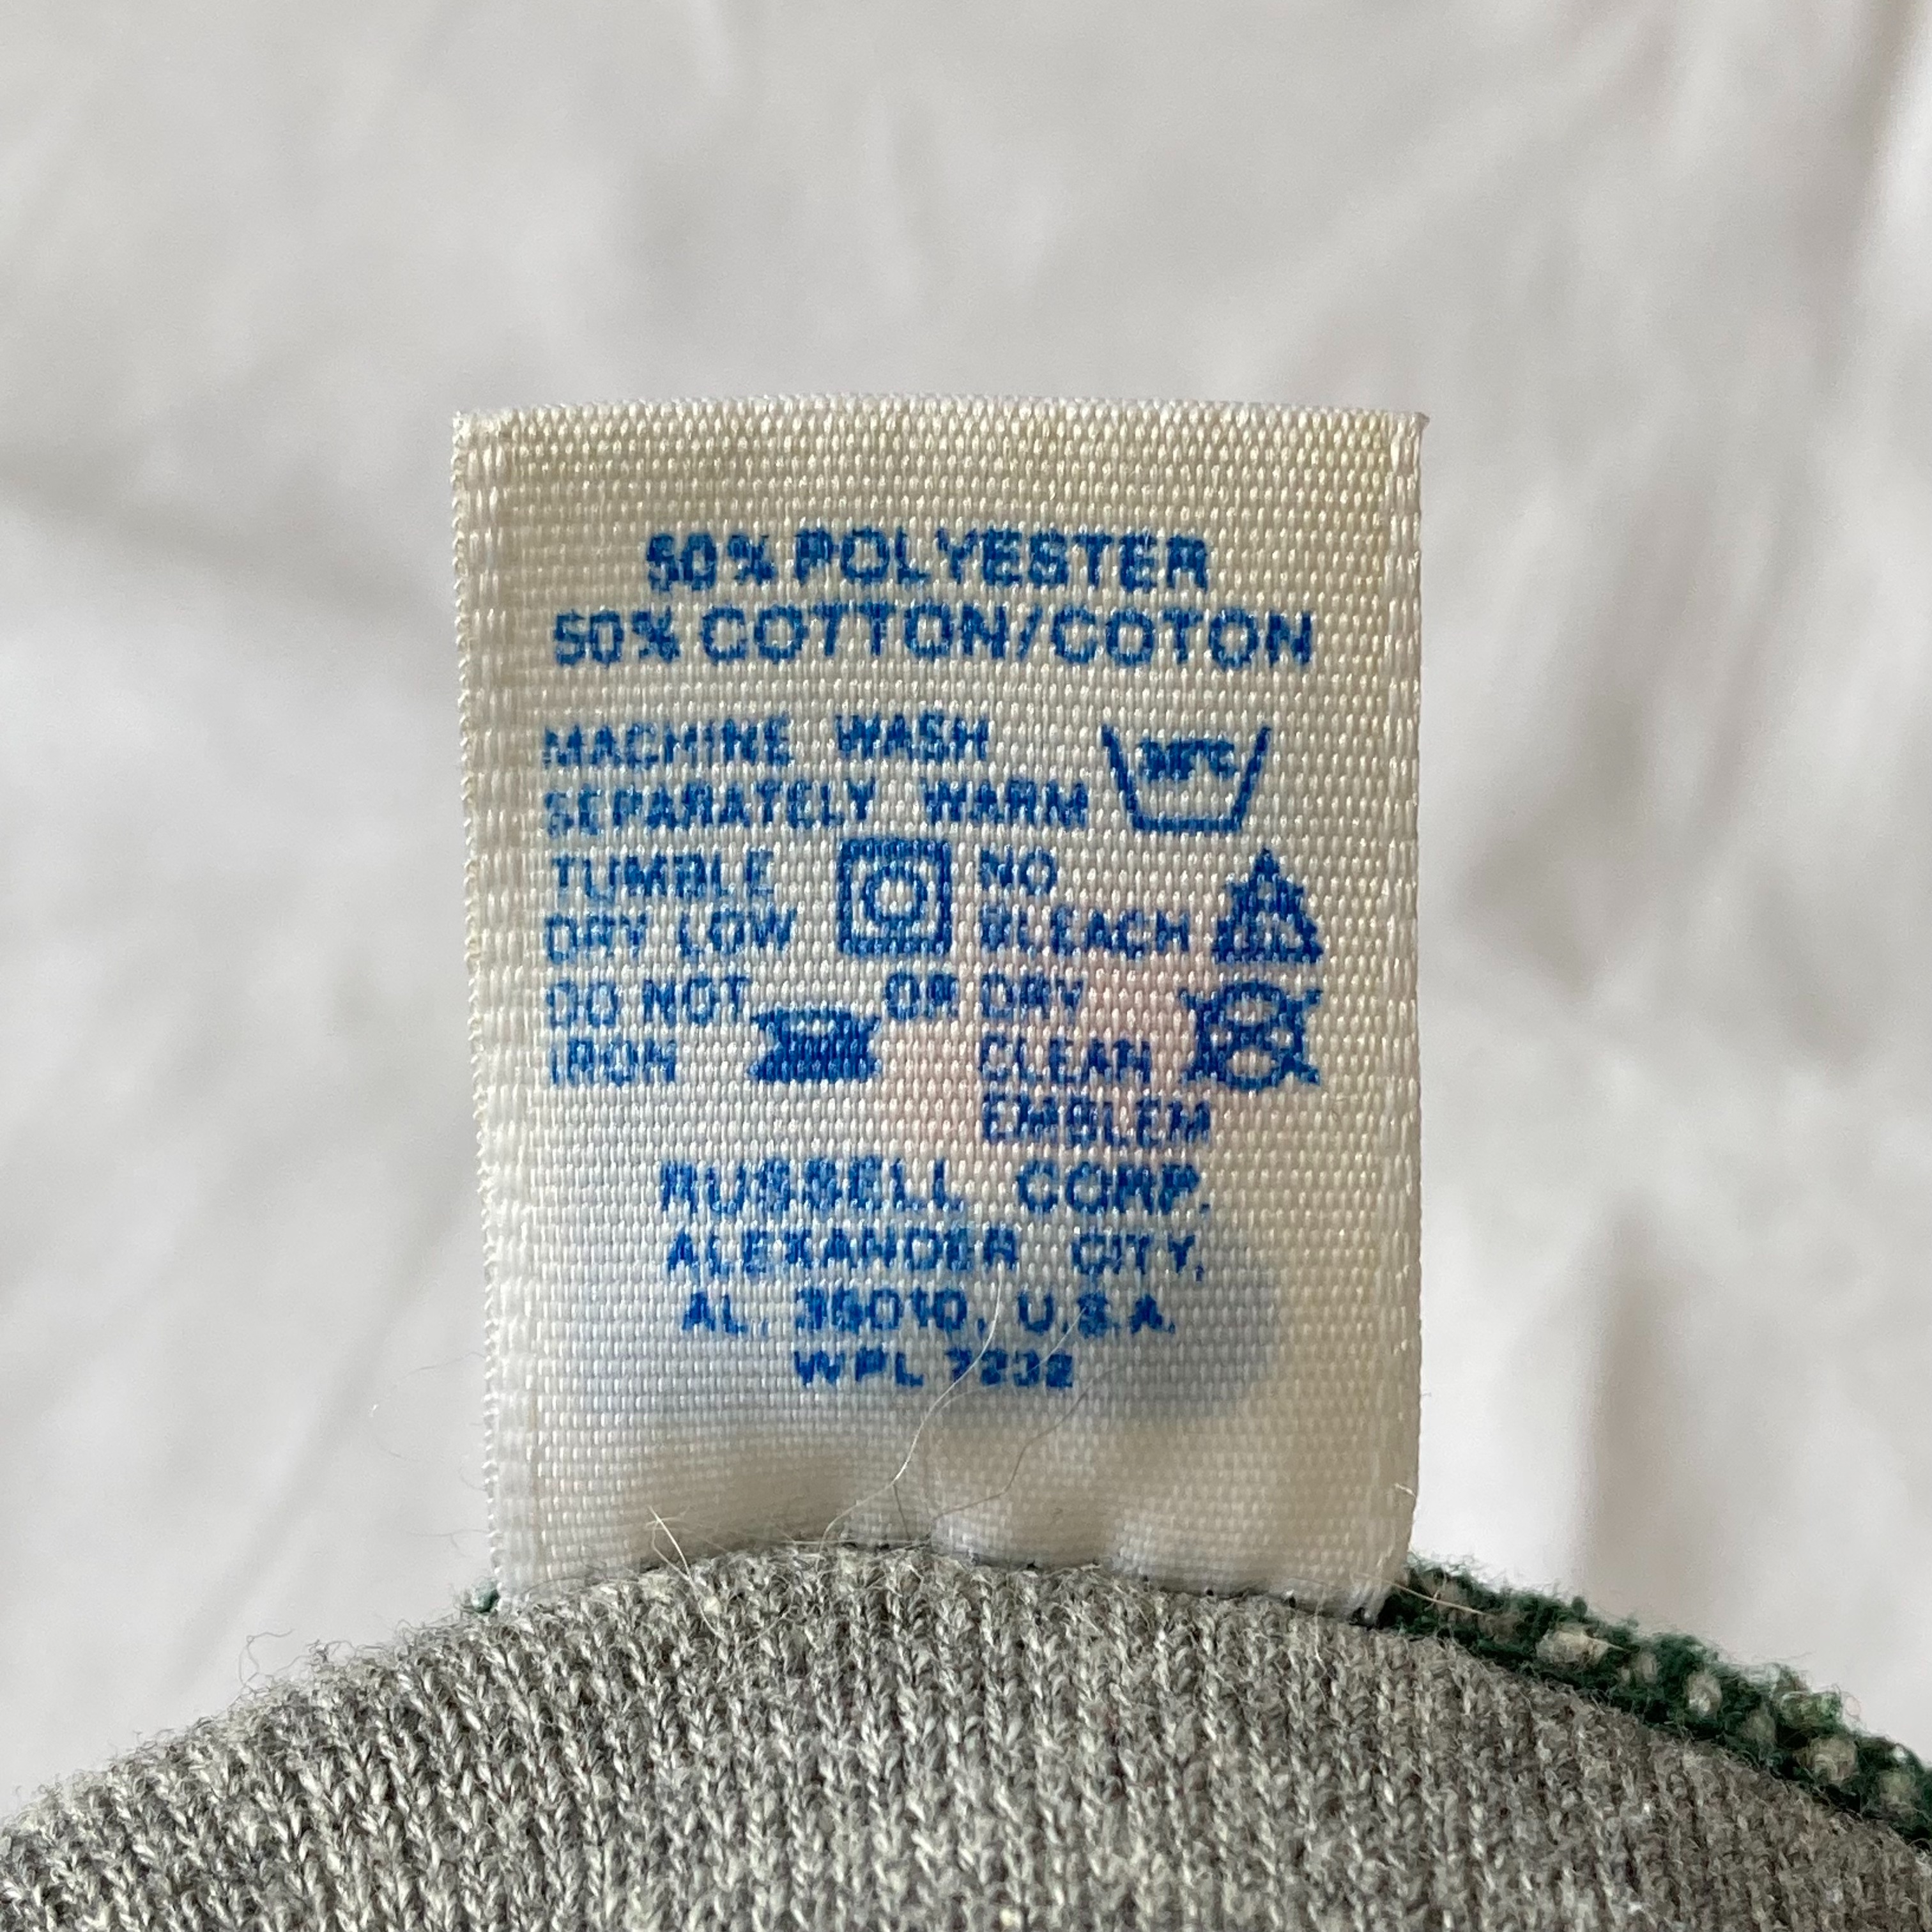 50% POLYESTER
50% COTTON/COTON
MACHINE WASH
SEPARATELY WARM
TUMBLE
DRY LOW
NO
BLEACH
DO NOT
IRON
OR DRY
CLEAN
EMBLEM
RUSSELL CORP.
ALEXANDER CITY,
AL. 35010, U.S.A.
WPL 7232